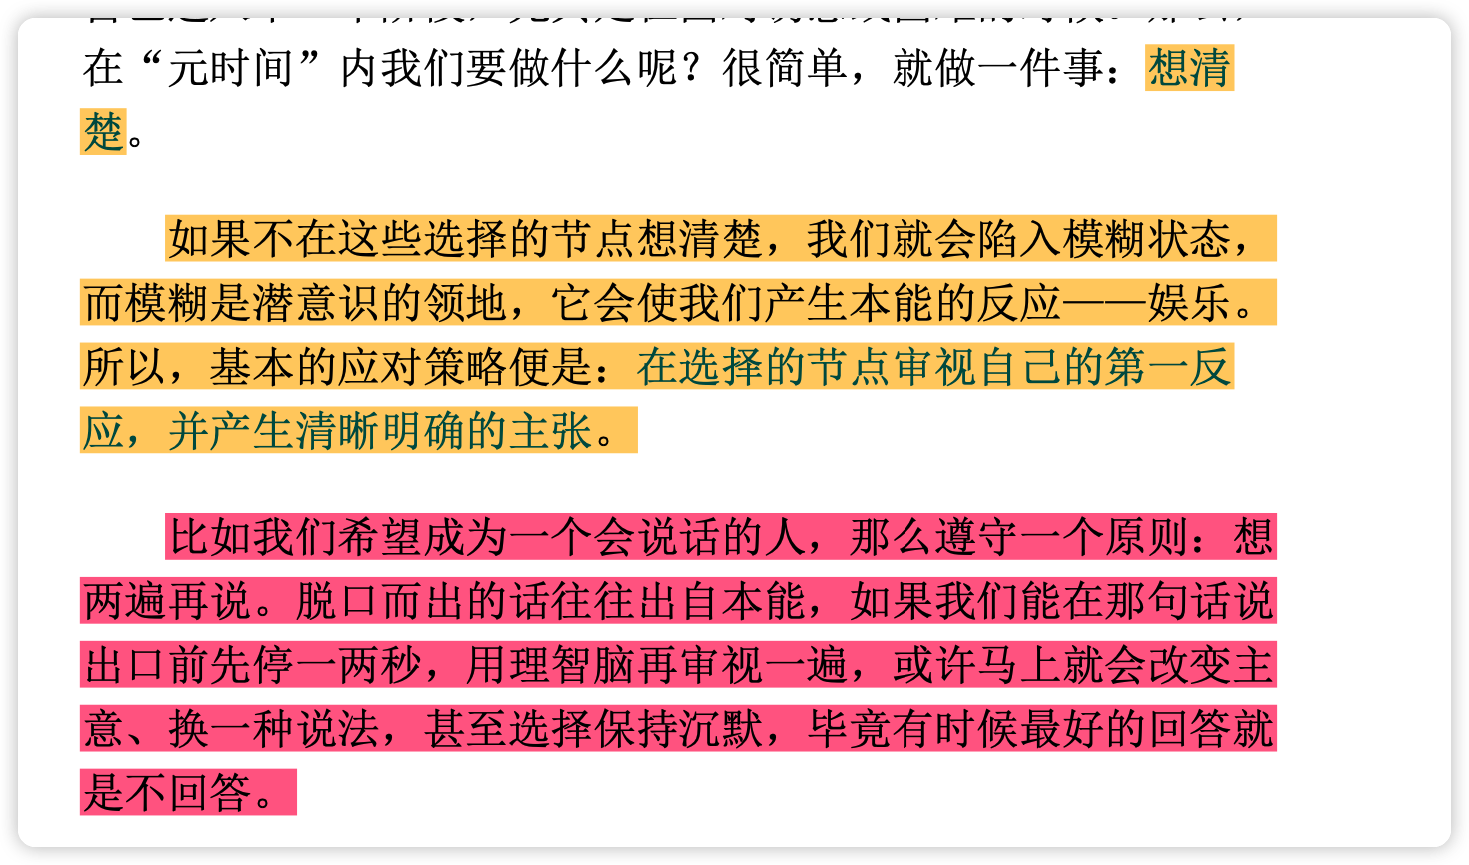 在“元时间”内我们要做什么呢？很简单，就做一件事：想清
楚。
如果不在这些选择的节点想清楚，我们就会陷入模糊状态，
而模糊是潜意识的领地，它会使我们产生本能的反应——娱乐。
所以，基本的应对策略便是：在选择的节点审视自己的第一反
应，并产生清晰明确的主张。
比如我们希望成为一个会说话的人，那么遵守一个原则：想
两遍再说。脱口而出的话往往出自本能，如果我们能在那句话说
出口前先停一两秒，用理智脑再审视一遍，或许马上就会改变主
意、换一种说法，甚至选择保持沉默，毕竟有时候最好的回答就
是不回答。